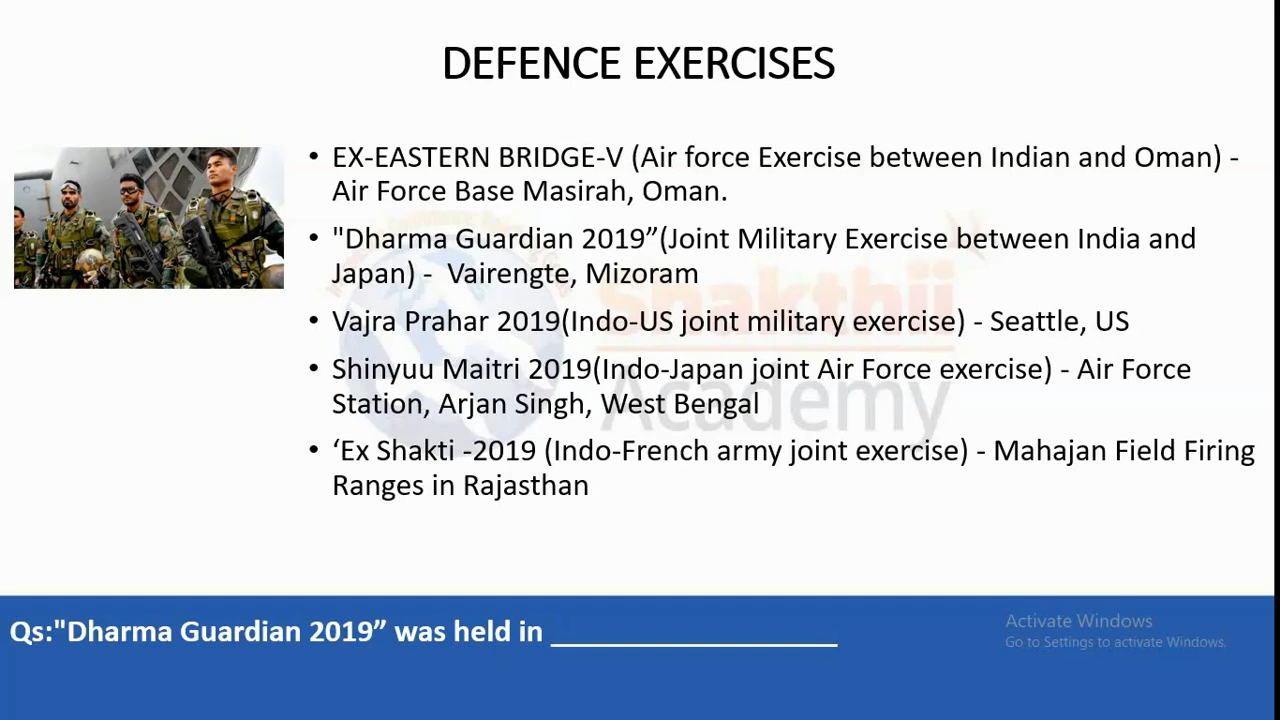 DEFENCE EXERCISES
• EX-EASTERN BRIDGE-V (Air force Exercise between Indian and Oman) -
Air Force Base Masirah, Oman.
• "Dharma Guardian 2019”(Joint Military Exercise between India and
Japan) - Vairengte, Mizoram
• Vajra Prahar 2019(Indo-US joint military exercise) - Seattle, US
• Shinyuu Maitri 2019(Indo-Japan joint Air Force exercise) - Air Force
Station, Arjan Singh, West Bengal
• ‘Ex Shakti -2019 (Indo-French army joint exercise) - Mahajan Field Firing
Ranges in Rajasthan
Shakthii
Academy
Qs:"Dharma Guardian 2019” was held in __________________
Activate Windows
Go to Settings to activate Windows.